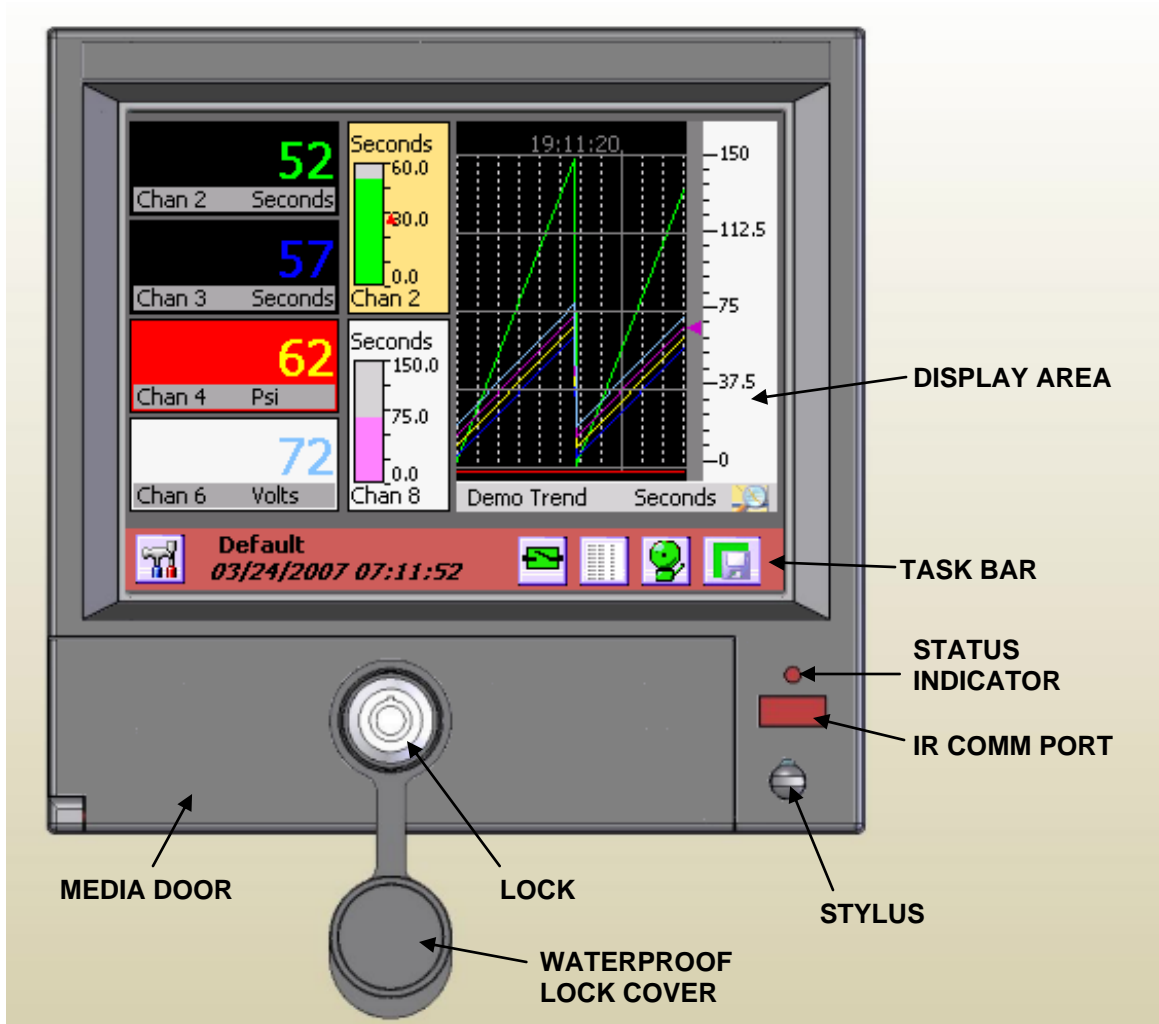 52
Chan 2 Seconds
57
Chan 3 Seconds
62
Chan 4 Psi
72
Chan 6 Volts
Seconds
60.0
30.0
0.0
Chan 2
Seconds
150.0
75.0
0.0
Chan 8
19:11:20
150
112.5
75
37.5
0
Demo Trend Seconds
Default
03/24/2007 07:11:52
DISPLAY AREA
TASK BAR
STATUS
INDICATOR
IR COMM PORT
STYLUS
MEDIA DOOR
LOCK
WATERPROOF
LOCK COVER